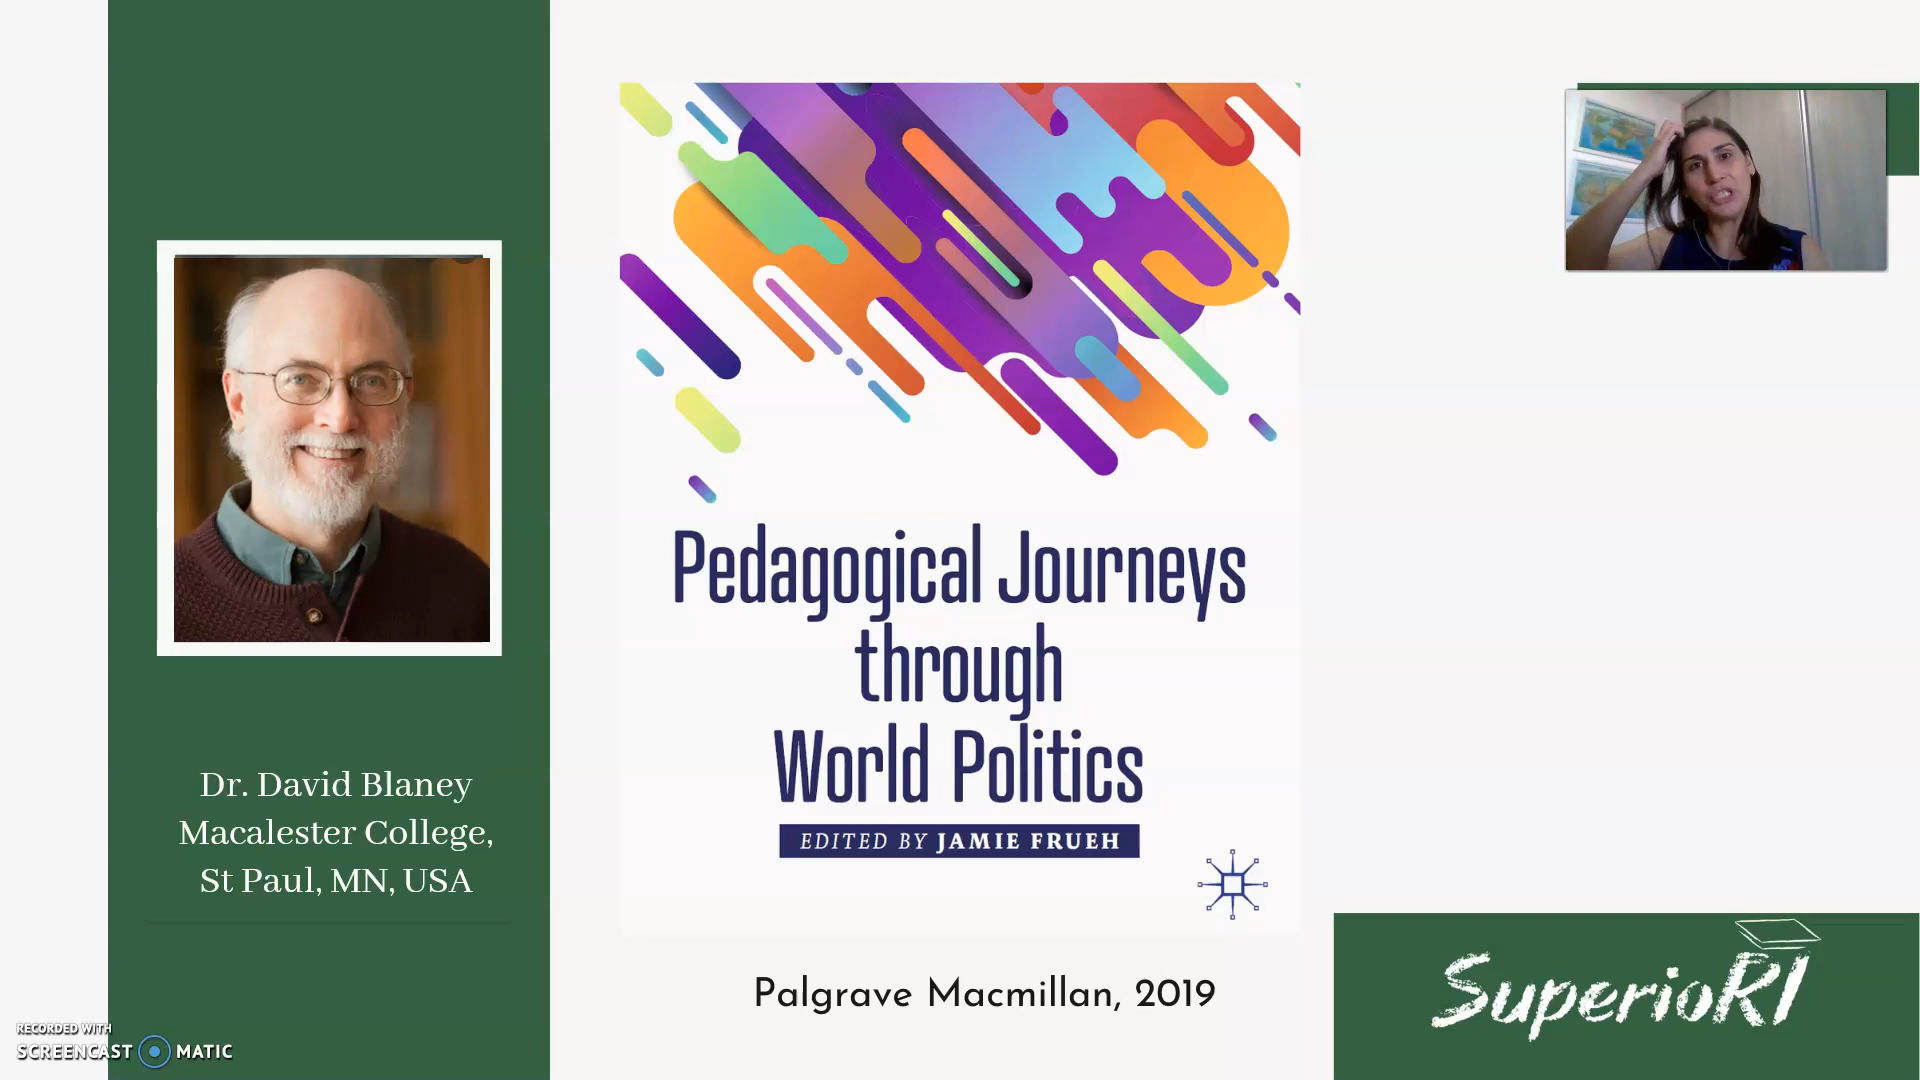 Dr. David Blaney
Macalester College,
St Paul, MN, USA
Pedagogical Journeys
through
World Politics
EDITED BY JAMIE FRUEH
Palgrave Macmillan, 2019
SuperioRI
RECORDED WITH
SCREENCAST MATIC